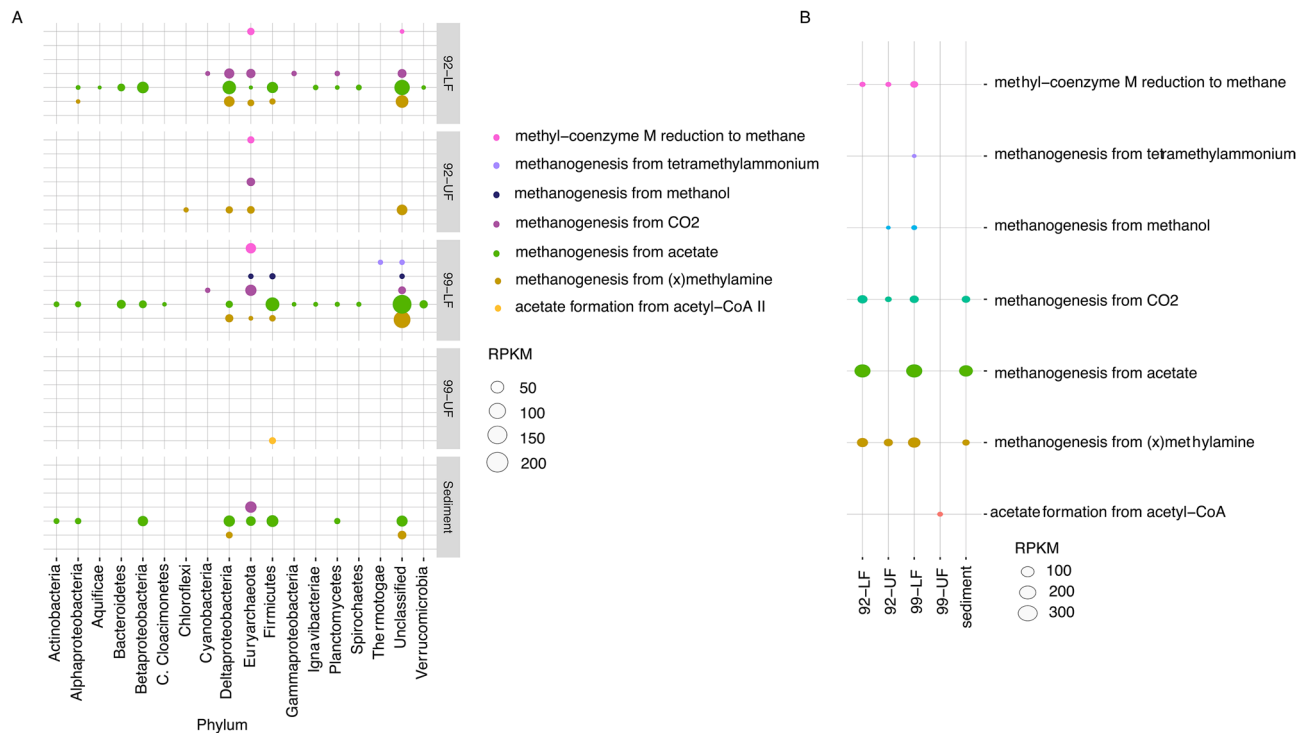 A
92-LF
92-UF
99-LF
99-UF
Sediment
Actinobacteria
Alphaproteobacteria
Aquificae
Bacteroidetes
Betaproteobacteria
C. Cloacimonetes
Chloroflexi
Cyanobacteria
Deltaproteobacteria
Euryarchaeota
Firmicutes
Gammaproteobacteria
Ignavibacteriae
Planctomycetes
Spirochaetes
Thermotogae
Unclassified
Verrucomicrobia
Phylum
methyl-coenzyme M reduction to methane
methanogenesis from tetramethylammonium
methanogenesis from methanol
methanogenesis from CO2
methanogenesis from acetate
methanogenesis from (x)methylamine
acetate formation from acetyl-CoA II
RPKM
50
100
150
200
B
methyl-coenzyme M reduction to methane
methanogenesis from tetramethylammonium
methanogenesis from methanol
methanogenesis from CO2
methanogenesis from acetate
methanogenesis from (x)methylamine
acetate formation from acetyl-CoA
92-LF
92-UF
99-LF
99-UF
sediment
RPKM
100
200
300